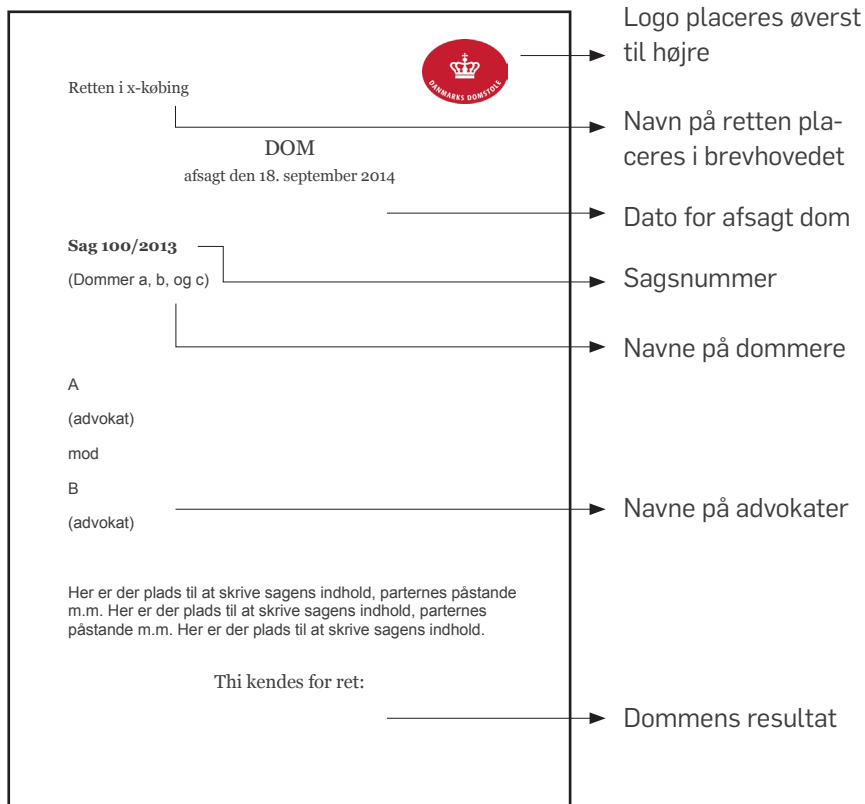 Logo placeres øverst
til højre
DANMARKS DOMSTOLE
Retten i x-købing
Navn på retten pla-
ceres i brevhovedet
DOM
afsagt den 18. september 2014
Dato for afsagt dom
Sag 100/2013
Sagsnummer
(Dommer a, b, og c)
Navne på dommere
A
(advokat)
mod
B
Navne på advokater
(advokat)
Her er der plads til at skrive sagens indhold, parternes påstande
m.m. Her er der plads til at skrive sagens indhold, parternes
påstande m.m. Her er der plads til at skrive sagens indhold.
Thi kendes for ret:
Dommens resultat